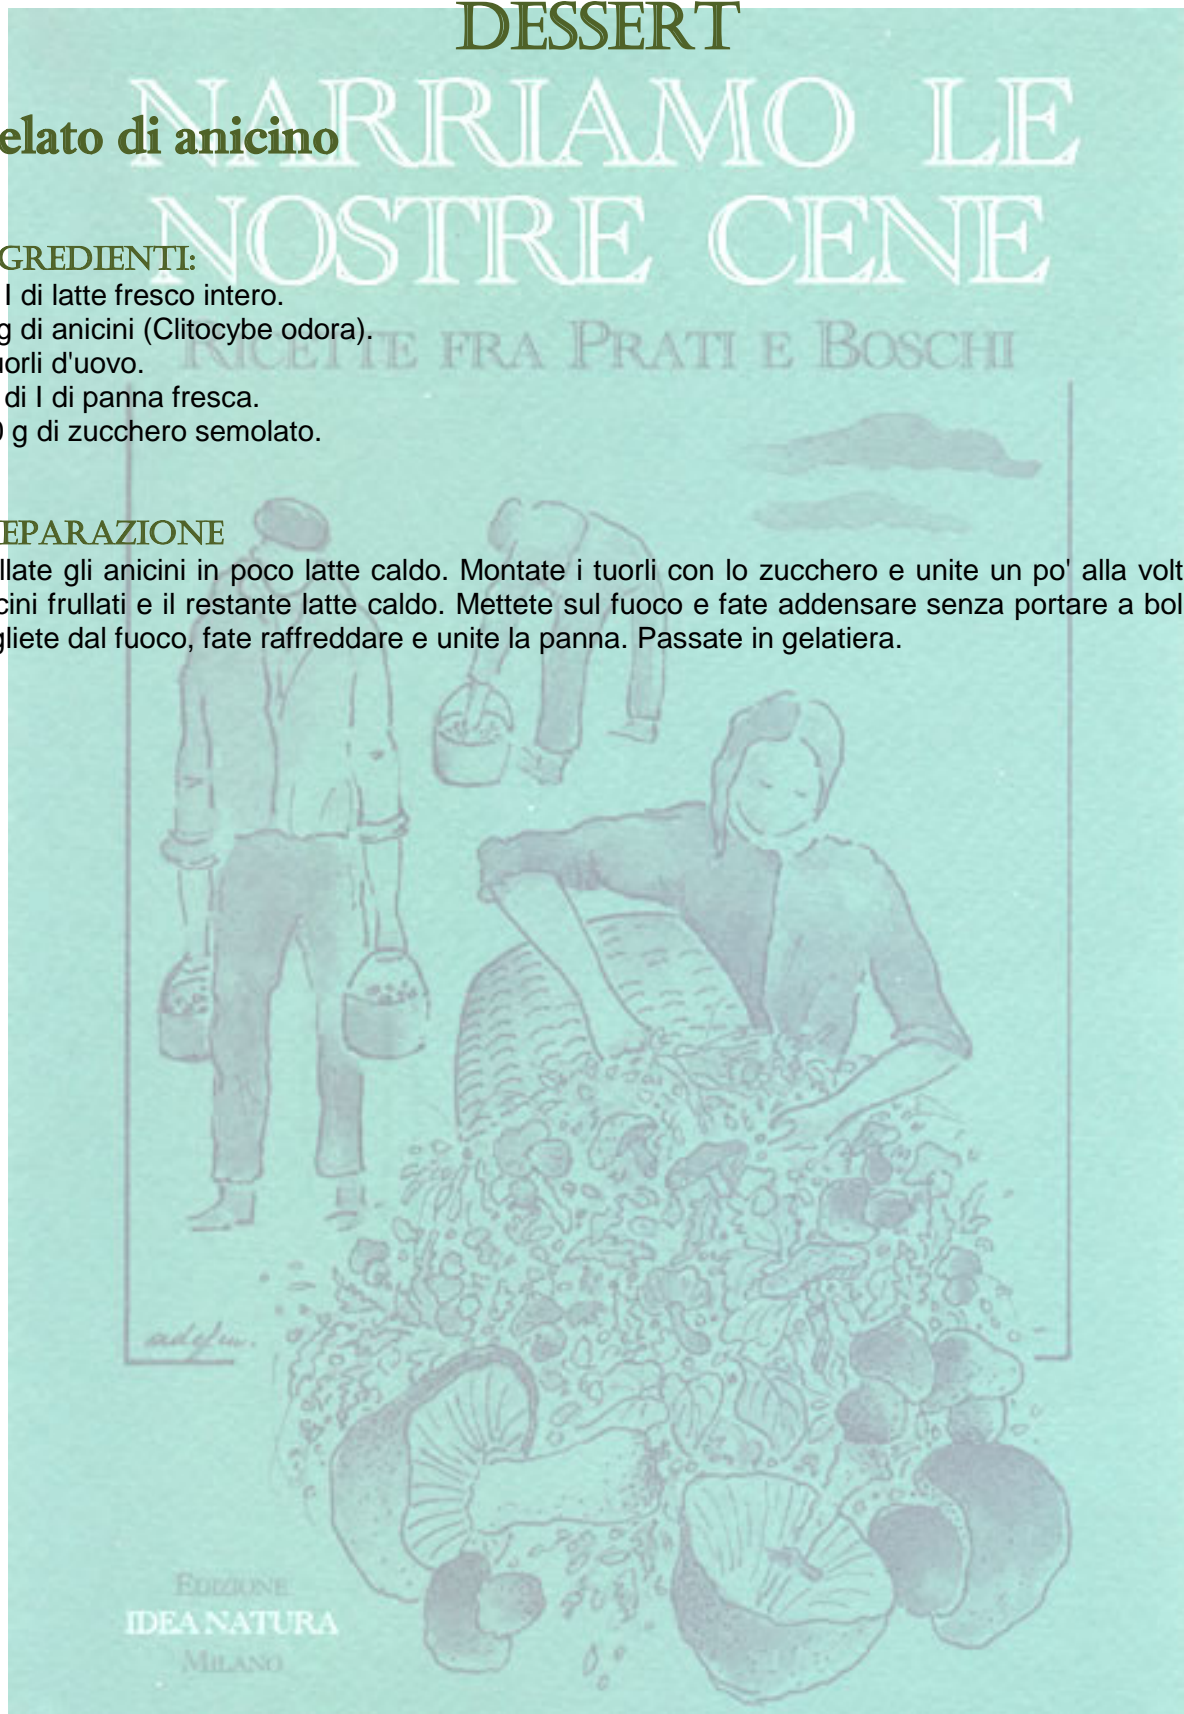 DESSERT
NARRIAMO LE
elato di anicino
NOSTRE CENE
GREDIENTI:
l di latte fresco intero.
g di anicini (Clitocybe odora).
RICETTE FRA PRATI E BOSCHI
uorli d'uovo.
di l di panna fresca.
0 g di zucchero semolato.
EPARAZIONE
llate gli anicini in poco latte caldo. Montate i tuorli con lo zucchero e unite un po' alla volt
cini frullati e il restante latte caldo. Mettete sul fuoco e fate addensare senza portare a bol
gliete dal fuoco, fate raffreddare e unite la panna. Passate in gelatiera.
EDIZIONE
IDEA NATURA
MILANO